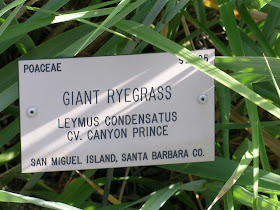 POACEAE
GIANT RYEGRASS
LEYMUS CONDENSATUS
CV. CANYON PRINCE
SAN MIGUEL ISLAND, SANTA BARBARA CO.